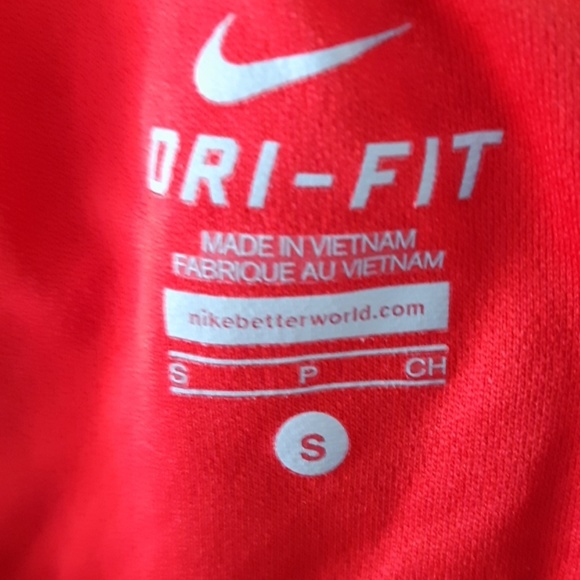 DRI-FIT
MADE IN VIETNAM
FABRIQUE AU VIETNAM
nikebetterworld.com
S P CH
S